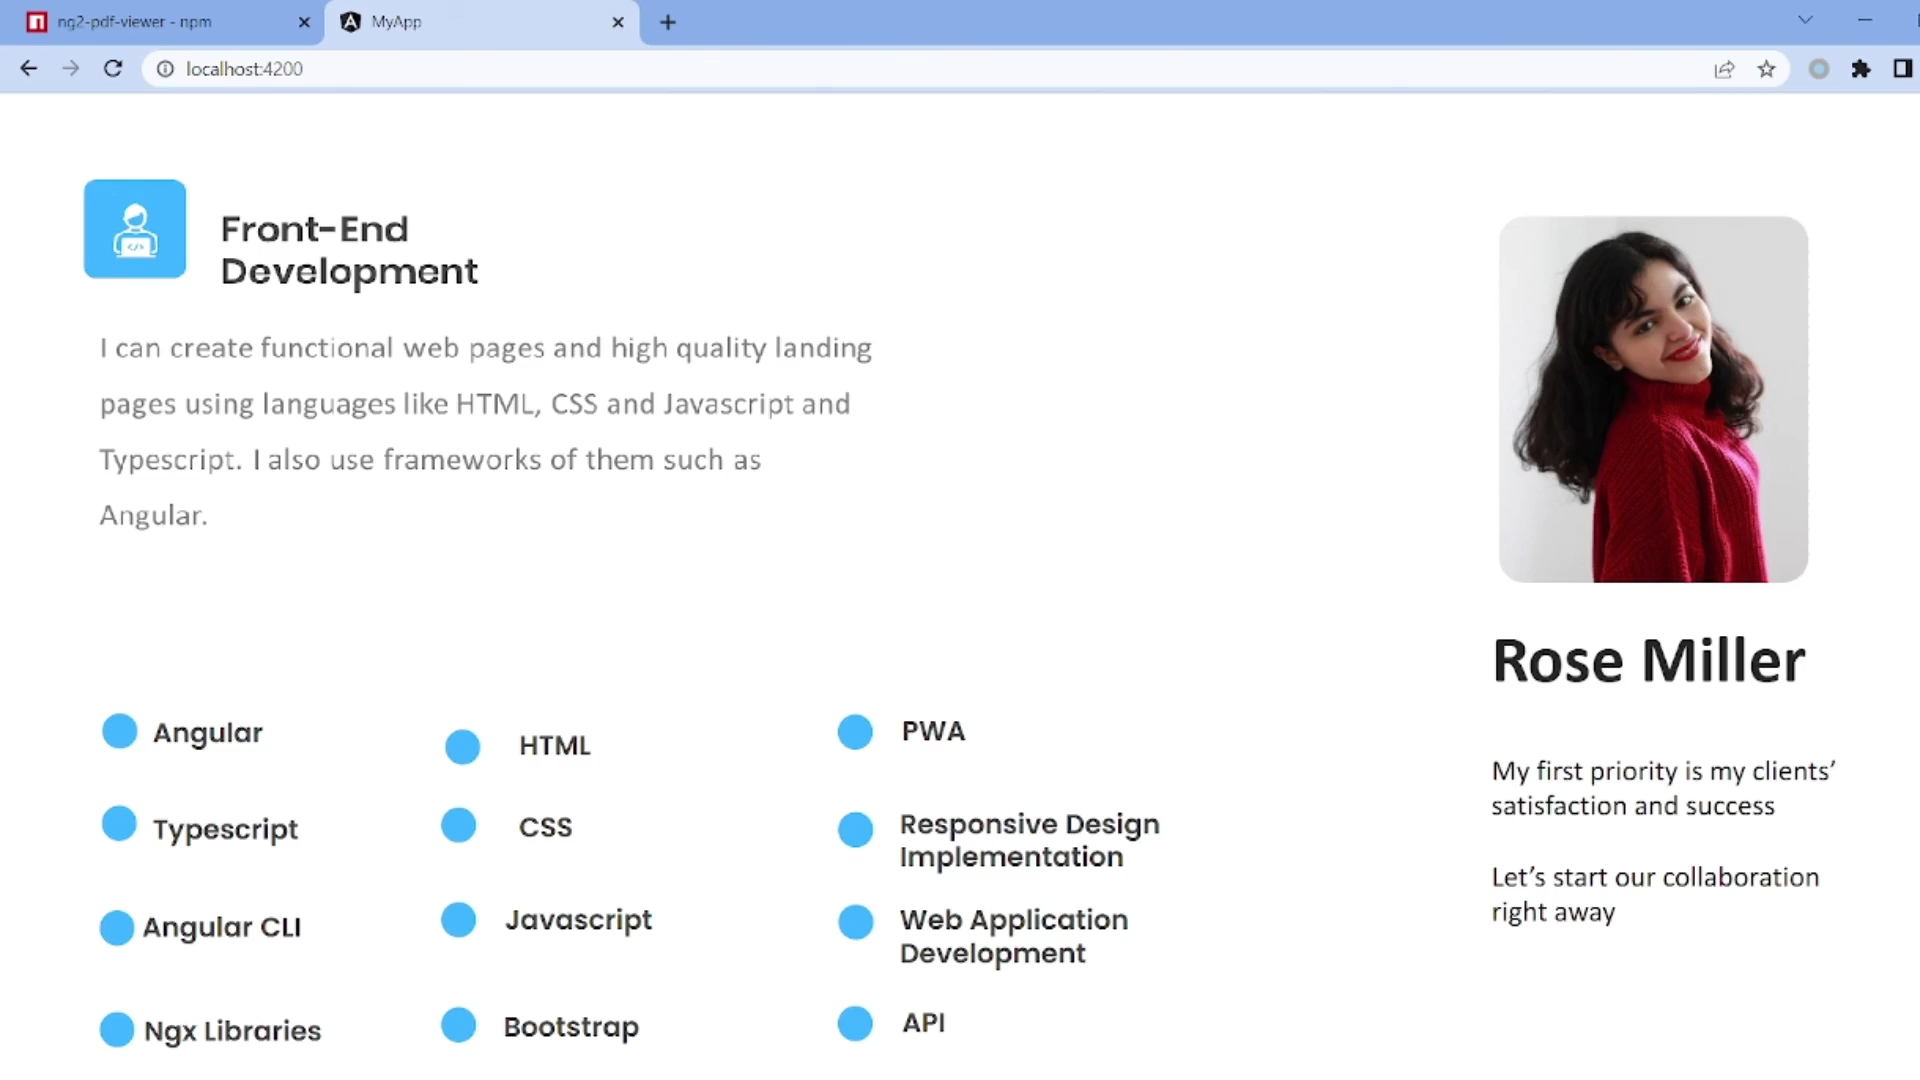 ng2-pdf-viewer - npm
MyApp
localhost:4200
Front-End
Development
I can create functional web pages and high quality landing
pages using languages like HTML, CSS and Javascript and
Typescript. I also use frameworks of them such as
Angular.
Rose Miller
My first priority is my clients’
satisfaction and success
Let’s start our collaboration
right away
Angular
HTML
PWA
Typescript
CSS
Responsive Design
Implementation
Angular CLI
Javascript
Web Application
Development
Ngx Libraries
Bootstrap
API